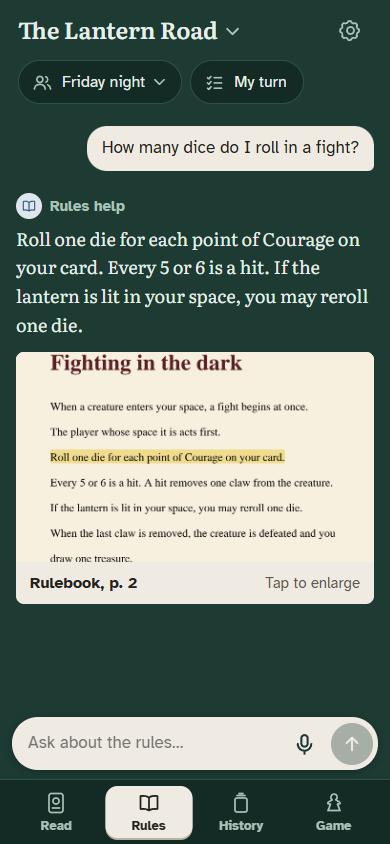 The Lantern Road
Friday night
My turn
How many dice do I roll in a fight?
Rules help
Roll one die for each point of Courage on
your card. Every 5 or 6 is a hit. If the
lantern is lit in your space, you may reroll
one die.
Fighting in the dark
When a creature enters your space, a fight begins at once.
The player whose space it is acts first.
Roll one die for each point of Courage on your card.
Every 5 or 6 is a hit. A hit removes one claw from the creature.
If the lantern is lit in your space, you may reroll one die.
When the last claw is removed, the creature is defeated and you
draw one treasure.
Rulebook, p. 2
Tap to enlarge
Ask about the rules...
Read
Rules
History
Game